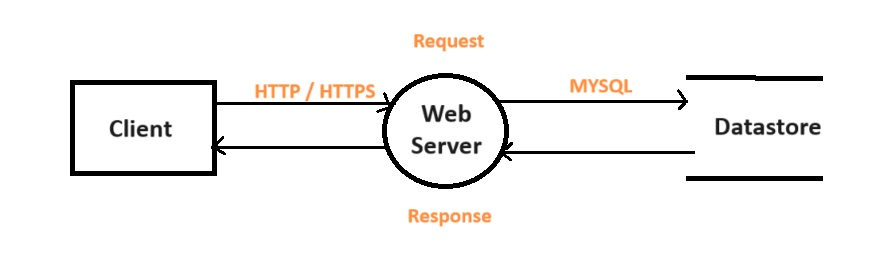 Request
HTTP / HTTPS
MYSQL
Client
Web
Server
Datastore
Response